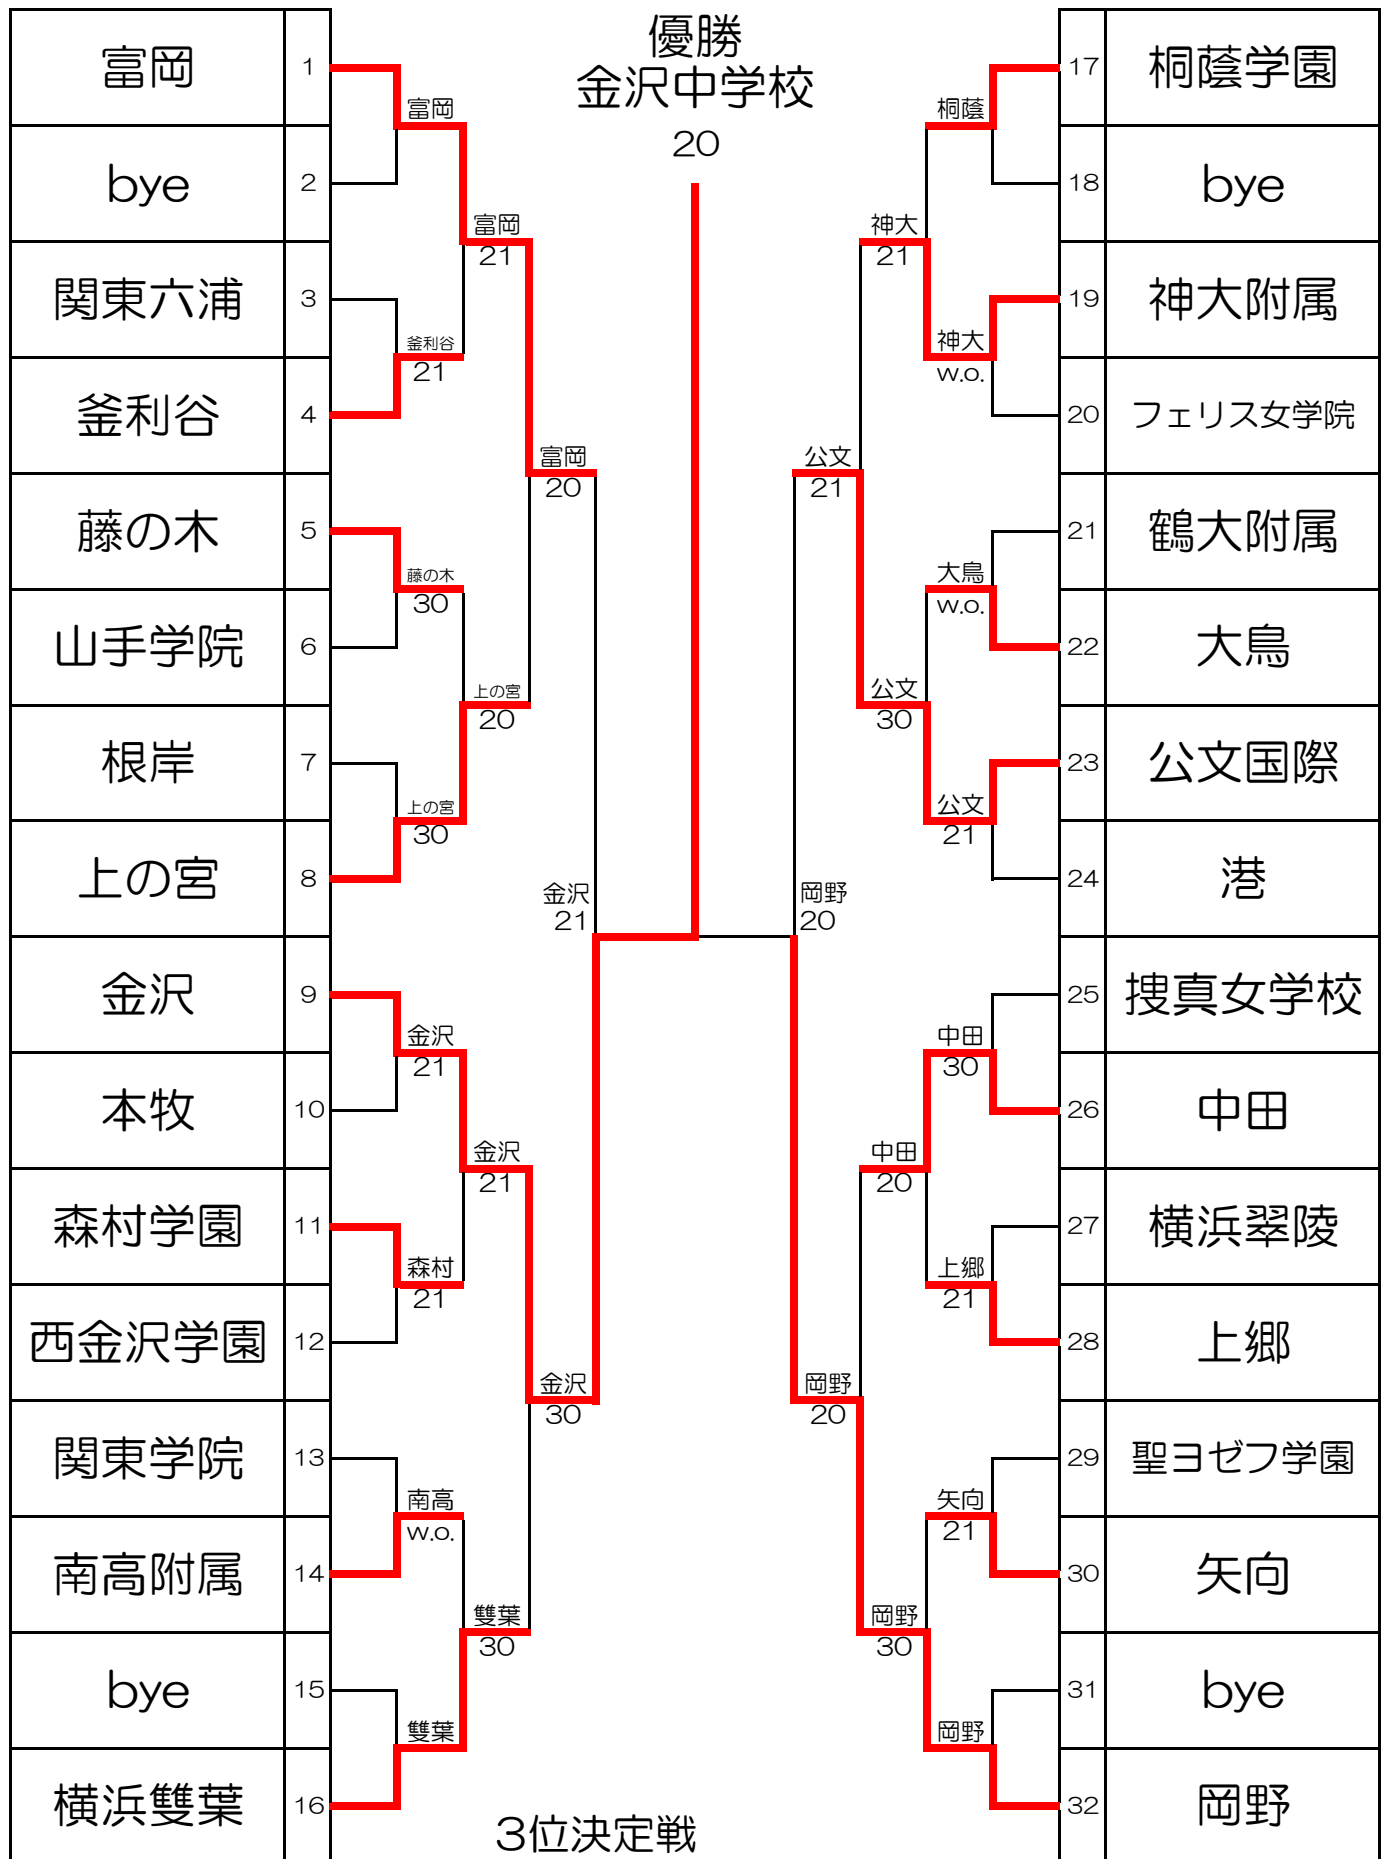 優勝
金沢中学校
20
富岡 1
bye 2
関東六浦 3
釜利谷 4
藤の木 5
山手学院 6
根岸 7
上の宮 8
金沢 9
本牧 10
森村学園 11
西金沢学園 12
関東学院 13
南高附属 14
bye 15
横浜雙葉 16
富岡
釜利谷
21
藤の木
30
上の宮
30
金沢
21
森村
21
南高
w.o.
雙葉
富岡
21
上の宮
20
金沢
21
雙葉
30
富岡
20
金沢
30
金沢
21
岡野
20
公文
21
岡野
20
神大
21
公文
30
中田
20
岡野
30
桐蔭
神大
w.o.
大鳥
w.o.
公文
21
中田
30
上郷
21
矢向
21
岡野
17 桐蔭学園
18 bye
19 神大附属
20 フェリス女学院
21 鶴大附属
22 大鳥
23 公文国際
24 港
25 捜真女学校
26 中田
27 横浜翠陵
28 上郷
29 聖ヨゼフ学園
30 矢向
31 bye
32 岡野
3位決定戦